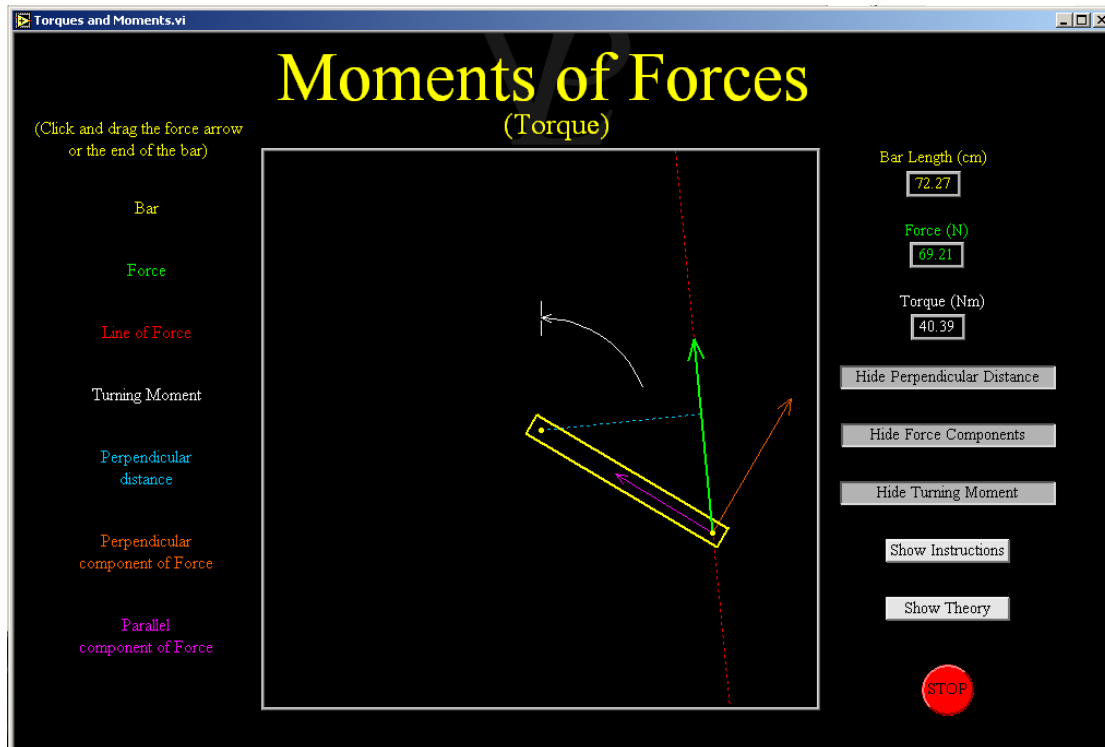 Torques and Moments.vi
Moments of Forces
(Torque)
(Click and drag the force arrow
or the end of the bar)
Bar
Force
Line of Force
Turning Moment
Perpendicular
distance
Perpendicular
component of Force
Parallel
component of Force
Bar Length (cm)
72.27
Force (N)
69.21
Torque (Nm)
40.39
Hide Perpendicular Distance
Hide Force Components
Hide Turning Moment
Show Instructions
Show Theory
STOP